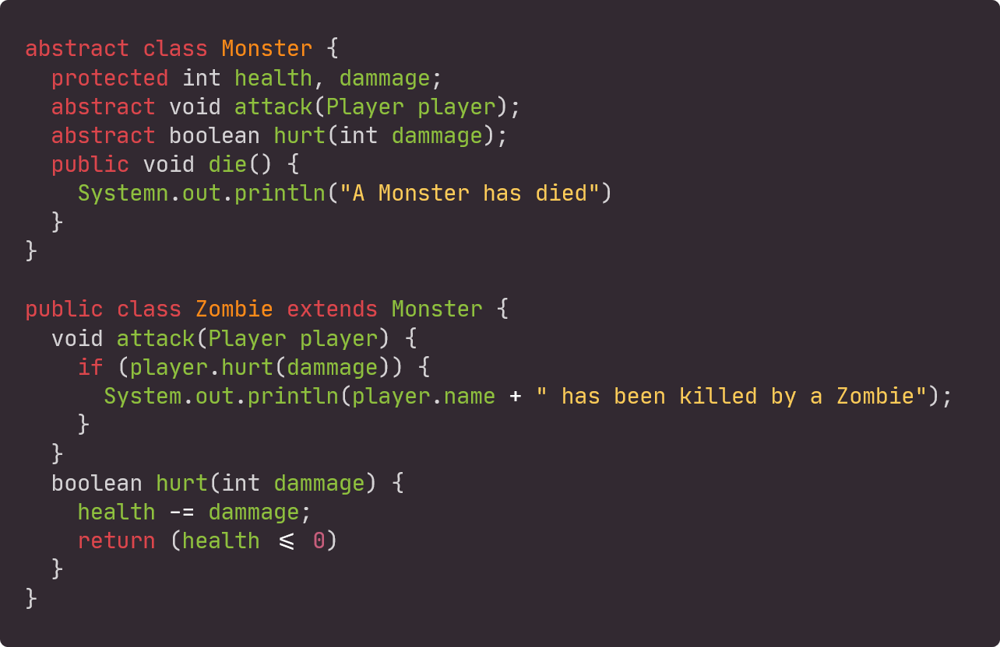 abstract class Monster {
  protected int health, dammage;
  abstract void attack(Player player);
  abstract boolean hurt(int dammage);
  public void die() {
    Systemn.out.println("A Monster has died")
  }
}

public class Zombie extends Monster {
  void attack(Player player) {
    if (player.hurt(dammage)) {
      System.out.println(player.name + " has been killed by a Zombie");
    }
  }
  boolean hurt(int dammage) {
    health -= dammage;
    return (health <= 0)
  }
}